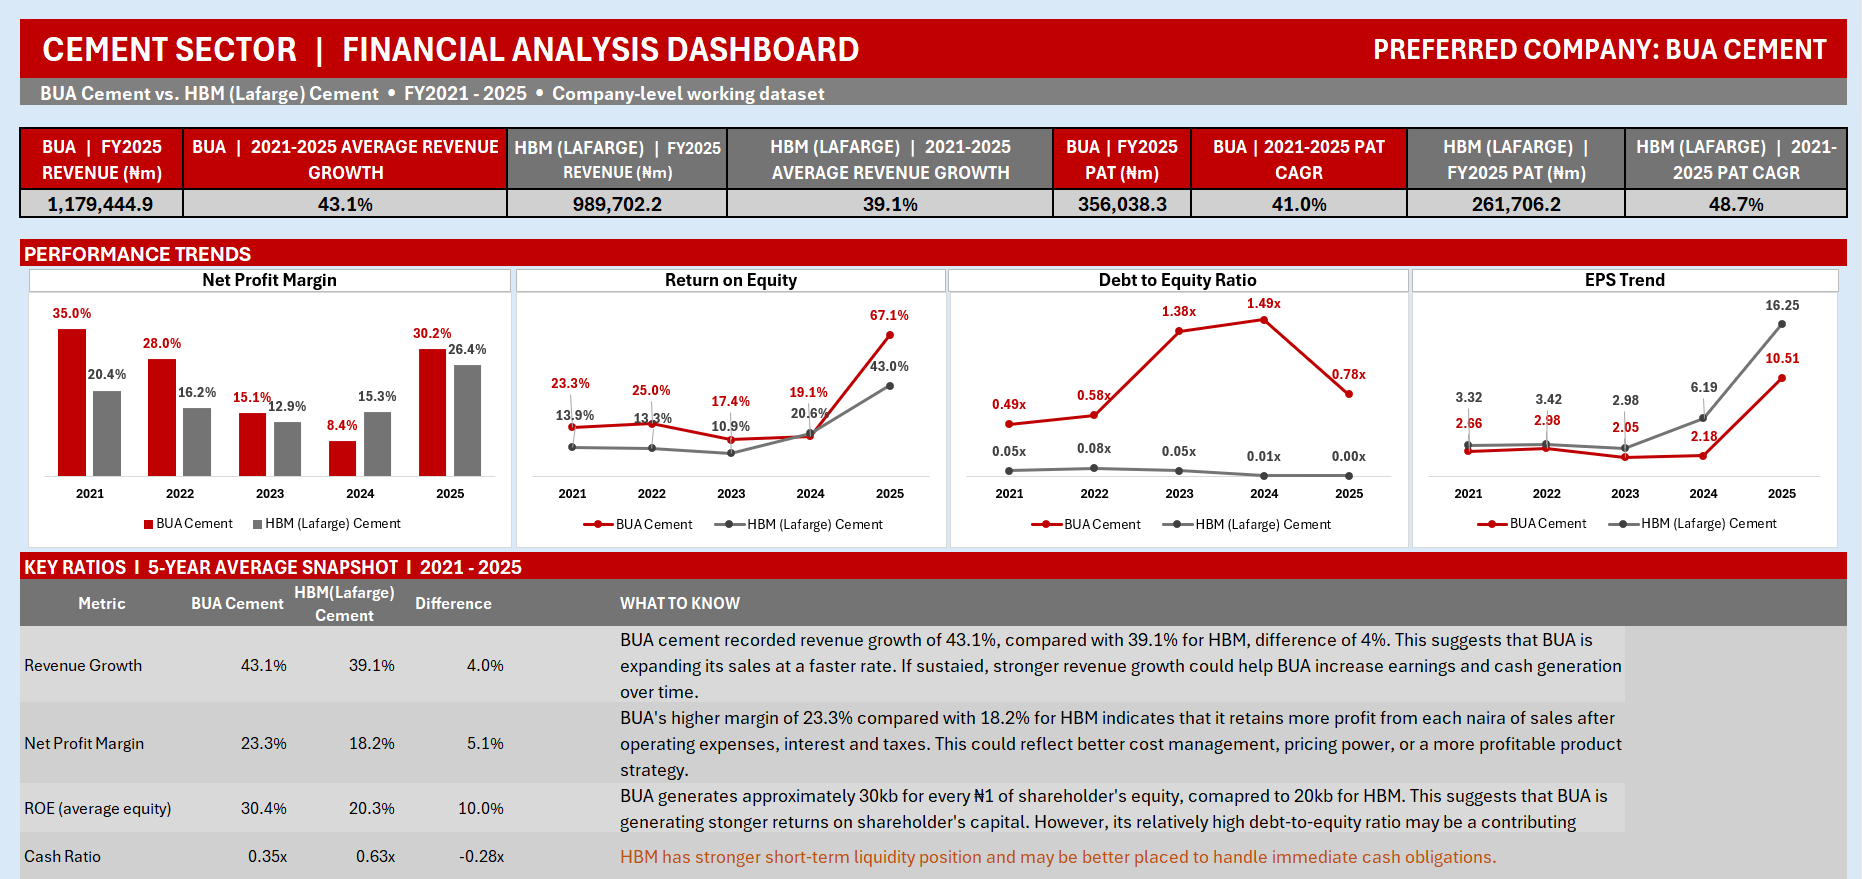 CEMENT SECTOR | FINANCIAL ANALYSIS DASHBOARD
PREFERRED COMPANY: BUA CEMENT
BUA Cement vs. HBM (Lafarge) Cement • FY2021 - 2025 • Company-level working dataset
BUA | FY2025
REVENUE (₦m)
BUA | 2021-2025 AVERAGE REVENUE
GROWTH
HBM (LAFARGE) | FY2025
REVENUE (₦m)
HBM (LAFARGE) | 2021-2025
AVERAGE REVENUE GROWTH
BUA | FY2025
PAT (₦m)
BUA | 2021-2025 PAT
CAGR
HBM (LAFARGE) |
FY2025 PAT (₦m)
HBM (LAFARGE) | 2021-
2025 PAT CAGR
1,179,444.9
43.1%
989,702.2
39.1%
356,038.3
41.0%
261,706.2
48.7%
PERFORMANCE TRENDS
Net Profit Margin
35.0%
20.4%
28.0%
16.2%
15.1%
12.9%
8.4%
15.3%
30.2%
26.4%
2021 2022 2023 2024 2025
BUA Cement HBM (Lafarge) Cement
Return on Equity
23.3%
25.0%
17.4%
19.1%
67.1%
13.9%
13.3%
10.9%
20.6%
43.0%
2021 2022 2023 2024 2025
BUA Cement HBM (Lafarge) Cement
Debt to Equity Ratio
0.49x
0.58x
1.38x
1.49x
0.78x
0.05x
0.08x
0.05x
0.01x
0.00x
2021 2022 2023 2024 2025
BUA Cement HBM (Lafarge) Cement
EPS Trend
3.32
3.42
2.98
6.19
16.25
2.66
2.98
2.05
2.18
10.51
2021 2022 2023 2024 2025
BUA Cement HBM (Lafarge) Cement
KEY RATIOS I 5-YEAR AVERAGE SNAPSHOT I 2021 - 2025
Metric
BUA Cement
HBM(Lafarge)
Cement
Difference
WHAT TO KNOW
Revenue Growth 43.1% 39.1% 4.0%
BUA cement recorded revenue growth of 43.1%, compared with 39.1% for HBM, difference of 4%. This suggests that BUA is
expanding its sales at a faster rate. If sustaied, stronger revenue growth could help BUA increase earnings and cash generation
over time.
Net Profit Margin 23.3% 18.2% 5.1%
BUA's higher margin of 23.3% compared with 18.2% for HBM indicates that it retains more profit from each naira of sales after
operating expenses, interest and taxes. This could reflect better cost management, pricing power, or a more profitable product
strategy.
ROE (average equity) 30.4% 20.3% 10.0%
BUA generates approximately 30kb for every ₦1 of shareholder's equity, comapred to 20kb for HBM. This suggests that BUA is
generating stonger returns on shareholder's capital. However, its relatively high debt-to-equity ratio may be a contributing
Cash Ratio 0.35x 0.63x -0.28x
HBM has stronger short-term liquidity position and may be better placed to handle immediate cash obligations.